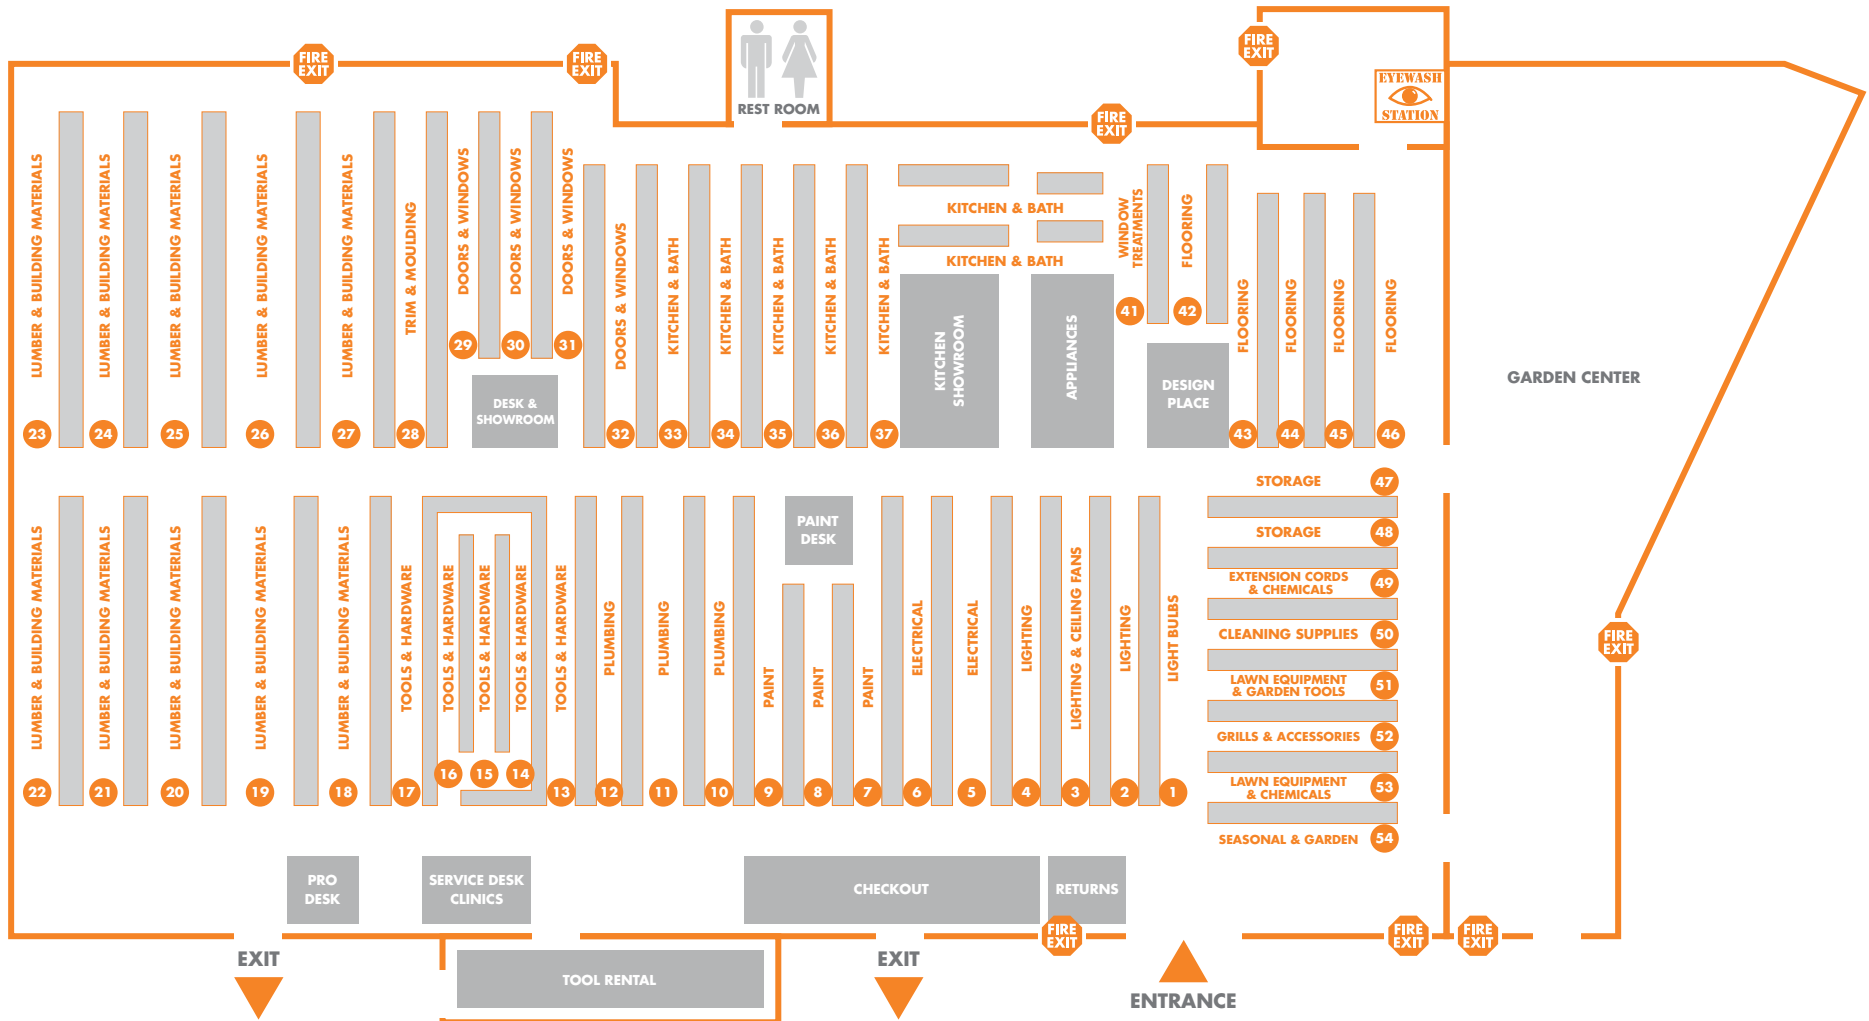 FIRE
EXIT
FIRE
EXIT
REST ROOM
FIRE
EXIT
FIRE
EXIT
EYEWASH
STATION
LUMBER & BUILDING MATERIALS
23
LUMBER & BUILDING MATERIALS
24
LUMBER & BUILDING MATERIALS
25
LUMBER & BUILDING MATERIALS
26
LUMBER & BUILDING MATERIALS
27
TRIM & MOULDING
28
DOORS & WINDOWS
29
DOORS & WINDOWS
30
DOORS & WINDOWS
31
DESK &
SHOWROOM
DOORS & WINDOWS
32
KITCHEN & BATH
33
KITCHEN & BATH
34
KITCHEN & BATH
35
KITCHEN & BATH
36
KITCHEN & BATH
37
KITCHEN & BATH
KITCHEN & BATH
KITCHEN
SHOWROOM
APPLIANCES
WINDOW
TREATMENTS
41
FLOORING
42
DESIGN
PLACE
FLOORING
43
FLOORING
44
FLOORING
45
FLOORING
46
GARDEN CENTER
LUMBER & BUILDING MATERIALS
22
LUMBER & BUILDING MATERIALS
21
LUMBER & BUILDING MATERIALS
20
LUMBER & BUILDING MATERIALS
19
LUMBER & BUILDING MATERIALS
18
TOOLS & HARDWARE
17
TOOLS & HARDWARE
16
TOOLS & HARDWARE
15
TOOLS & HARDWARE
14
TOOLS & HARDWARE
13
PLUMBING
12
PLUMBING
11
PLUMBING
10
PAINT
DESK
PAINT
9
PAINT
8
PAINT
7
ELECTRICAL
6
ELECTRICAL
5
LIGHTING
4
LIGHTING & CEILING FANS
3
LIGHTING
2
LIGHT BULBS
1
STORAGE 47
STORAGE 48
EXTENSION CORDS
& CHEMICALS 49
CLEANING SUPPLIES 50
LAWN EQUIPMENT
& GARDEN TOOLS 51
GRILLS & ACCESSORIES 52
LAWN EQUIPMENT
& CHEMICALS 53
SEASONAL & GARDEN 54
FIRE
EXIT
PRO
DESK
SERVICE DESK
CLINICS
CHECKOUT
RETURNS
FIRE
EXIT
FIRE
EXIT
FIRE
EXIT
EXIT
TOOL RENTAL
EXIT
ENTRANCE